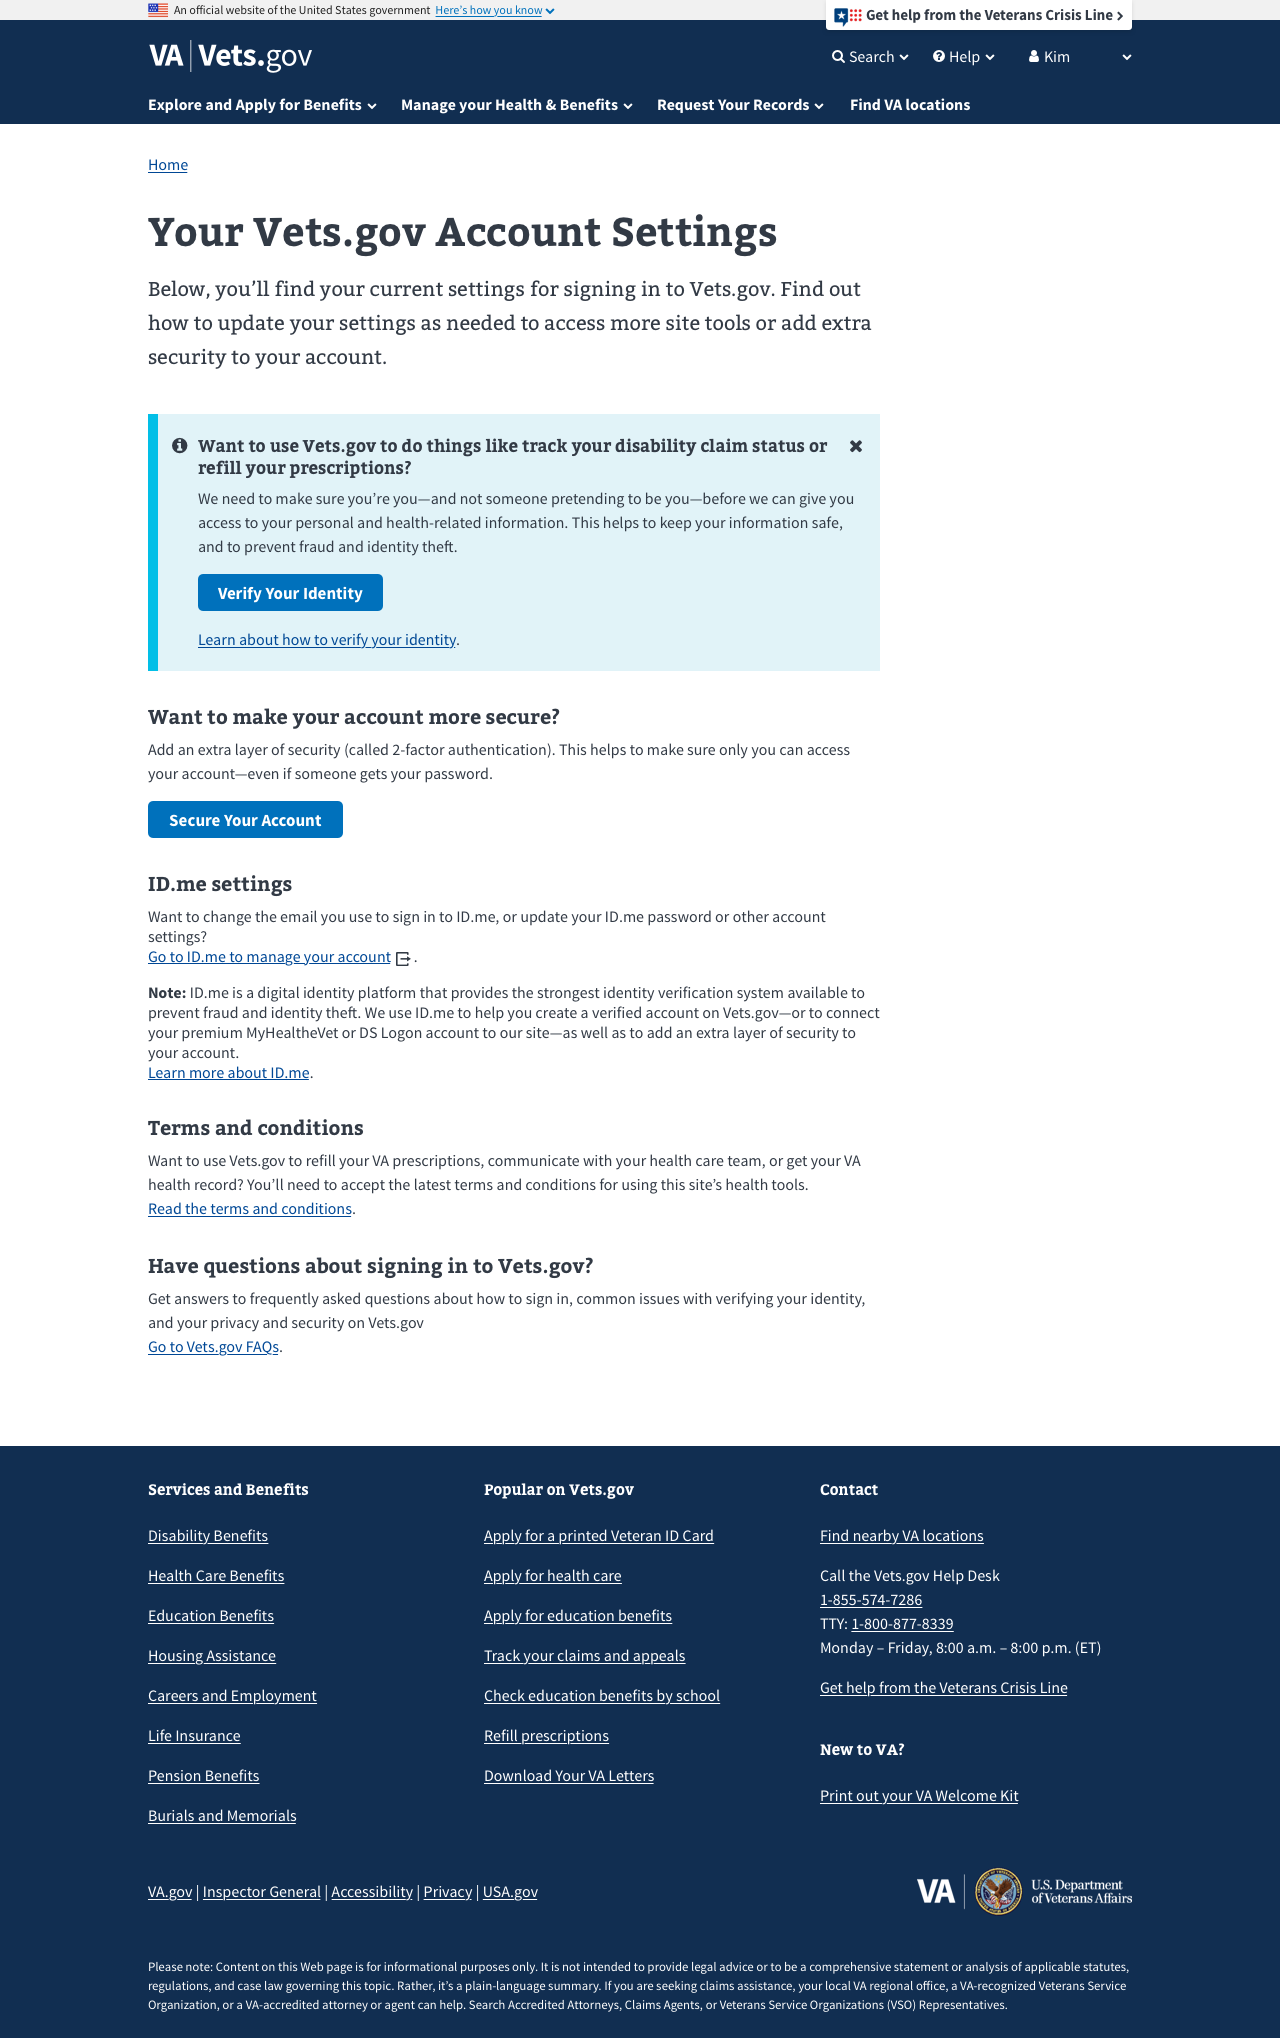 An official website of the United States government Here's how you know
Get help from the Veterans Crisis Line
VA Vets.gov
Search Help Kim
Explore and Apply for Benefits Manage your Health & Benefits Request Your Records Find VA locations
Home
Your Vets.gov Account Settings
Below, you’ll find your current settings for signing in to Vets.gov. Find out
how to update your settings as needed to access more site tools or add extra
security to your account.
Want to use Vets.gov to do things like track your disability claim status or
refill your prescriptions?
We need to make sure you’re you—and not someone pretending to be you—before we can give you
access to your personal and health-related information. This helps to keep your information safe,
and to prevent fraud and identity theft.
Verify Your Identity
Learn about how to verify your identity.
Want to make your account more secure?
Add an extra layer of security (called 2-factor authentication). This helps to make sure only you can access
your account—even if someone gets your password.
Secure Your Account
ID.me settings
Want to change the email you use to sign in to ID.me, or update your ID.me password or other account
settings?
Go to ID.me to manage your account .
Note: ID.me is a digital identity platform that provides the strongest identity verification system available to
prevent fraud and identity theft. We use ID.me to help you create a verified account on Vets.gov—or to connect
your premium MyHealtheVet or DS Logon account to our site—as well as to add an extra layer of security to
your account.
Learn more about ID.me.
Terms and conditions
Want to use Vets.gov to refill your VA prescriptions, communicate with your health care team, or get your VA
health record? You’ll need to accept the latest terms and conditions for using this site’s health tools.
Read the terms and conditions.
Have questions about signing in to Vets.gov?
Get answers to frequently asked questions about how to sign in, common issues with verifying your identity,
and your privacy and security on Vets.gov
Go to Vets.gov FAQs.
Services and Benefits
Disability Benefits
Health Care Benefits
Education Benefits
Housing Assistance
Careers and Employment
Life Insurance
Pension Benefits
Burials and Memorials
Popular on Vets.gov
Apply for a printed Veteran ID Card
Apply for health care
Apply for education benefits
Track your claims and appeals
Check education benefits by school
Refill prescriptions
Download Your VA Letters
Contact
Find nearby VA locations
Call the Vets.gov Help Desk
1-855-574-7286
TTY: 1-800-877-8339
Monday – Friday, 8:00 a.m. – 8:00 p.m. (ET)
Get help from the Veterans Crisis Line
New to VA?
Print out your VA Welcome Kit
VA.gov | Inspector General | Accessibility | Privacy | USA.gov
VA
U.S. Department
of Veterans Affairs
Please note: Content on this Web page is for informational purposes only. It is not intended to provide legal advice or to be a comprehensive statement or analysis of applicable statutes,
regulations, and case law governing this topic. Rather, it’s a plain-language summary. If you are seeking claims assistance, your local VA regional office, a VA-recognized Veterans Service
Organization, or a VA-accredited attorney or agent can help. Search Accredited Attorneys, Claims Agents, or Veterans Service Organizations (VSO) Representatives.